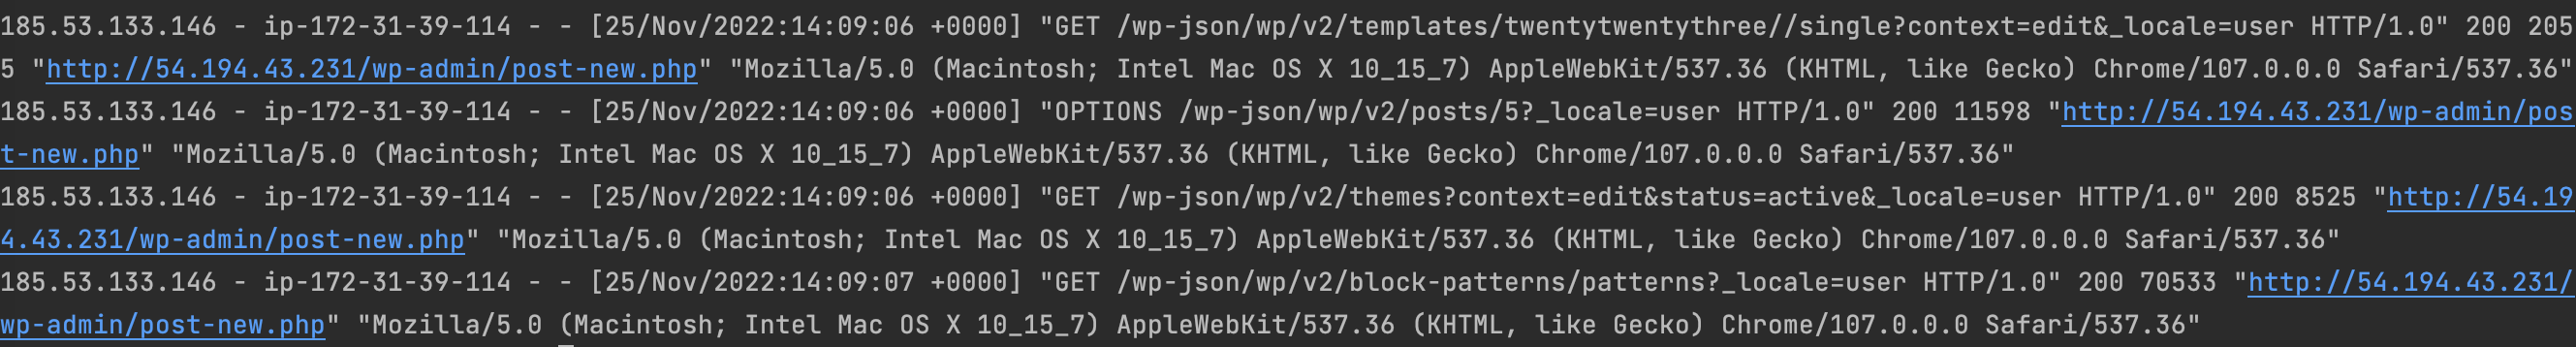 185.53.133.146 - ip-172-31-39-114 - - [25/Nov/2022:14:09:06 +0000] "GET /wp-json/wp/v2/templates/twentytwentythree//single?context=edit&_locale=user HTTP/1.0" 200 205
5 "http://54.194.43.231/wp-admin/post-new.php" "Mozilla/5.0 (Macintosh; Intel Mac OS X 10_15_7) AppleWebKit/537.36 (KHTML, like Gecko) Chrome/107.0.0.0 Safari/537.36"
185.53.133.146 - ip-172-31-39-114 - - [25/Nov/2022:14:09:06 +0000] "OPTIONS /wp-json/wp/v2/posts/5?_locale=user HTTP/1.0" 200 11598 "http://54.194.43.231/wp-admin/pos
t-new.php" "Mozilla/5.0 (Macintosh; Intel Mac OS X 10_15_7) AppleWebKit/537.36 (KHTML, like Gecko) Chrome/107.0.0.0 Safari/537.36"
185.53.133.146 - ip-172-31-39-114 - - [25/Nov/2022:14:09:06 +0000] "GET /wp-json/wp/v2/themes?context=edit&status=active&_locale=user HTTP/1.0" 200 8525 "http://54.19
4.43.231/wp-admin/post-new.php" "Mozilla/5.0 (Macintosh; Intel Mac OS X 10_15_7) AppleWebKit/537.36 (KHTML, like Gecko) Chrome/107.0.0.0 Safari/537.36"
185.53.133.146 - ip-172-31-39-114 - - [25/Nov/2022:14:09:07 +0000] "GET /wp-json/wp/v2/block-patterns/patterns?_locale=user HTTP/1.0" 200 70533 "http://54.194.43.231/
wp-admin/post-new.php" "Mozilla/5.0 (Macintosh; Intel Mac OS X 10_15_7) AppleWebKit/537.36 (KHTML, like Gecko) Chrome/107.0.0.0 Safari/537.36"